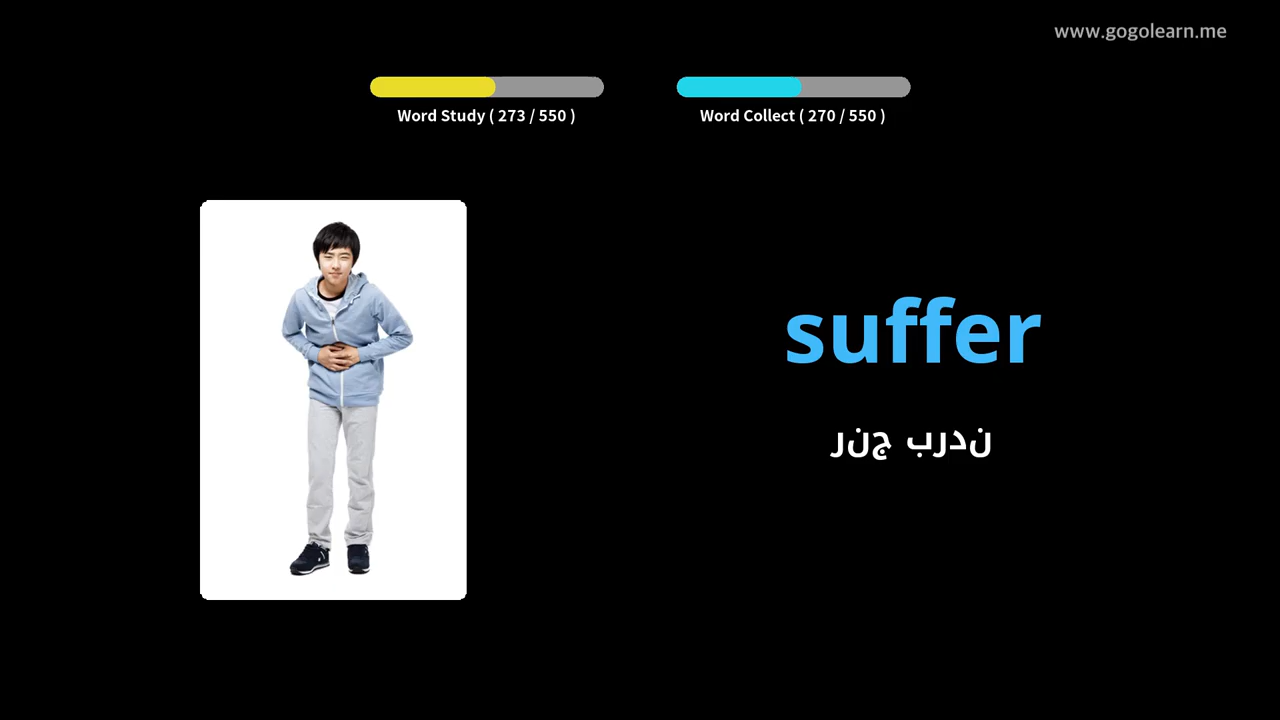 www.gogolearn.me
Word Study ( 273 / 550 )
Word Collect ( 270 / 550 )
suffer
رنج بردن